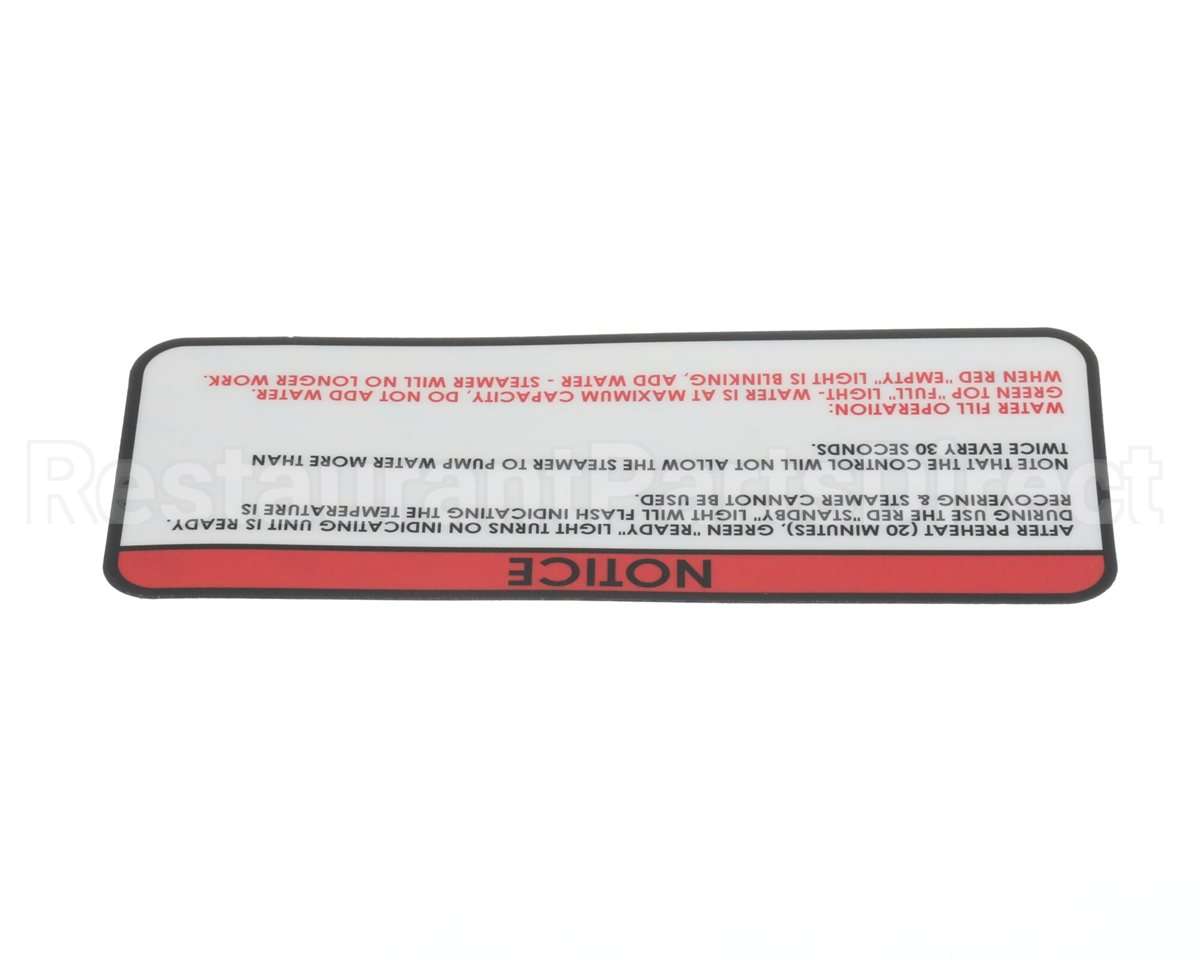 NOTICE
AFTER PREHEAT (20 MINUTES), GREEN "READY" LIGHT TURNS ON INDICATING UNIT IS READY.
DURING USE THE RED "STANDBY" LIGHT WILL FLASH INDICATING THE TEMPERATURE IS
RECOVERING & STEAMER CANNOT BE USED.
NOTE THAT THE CONTROL WILL NOT ALLOW THE STEAMER TO PUMP WATER MORE THAN
TWICE EVERY 30 SECONDS.
WATER FILL OPERATION:
GREEN TOP "FULL" LIGHT- WATER IS AT MAXIMUM CAPACITY, DO NOT ADD WATER.
WHEN RED "EMPTY" LIGHT IS BLINKING, ADD WATER - STEAMER WILL NO LONGER WORK.
RestaurantPartsDirect